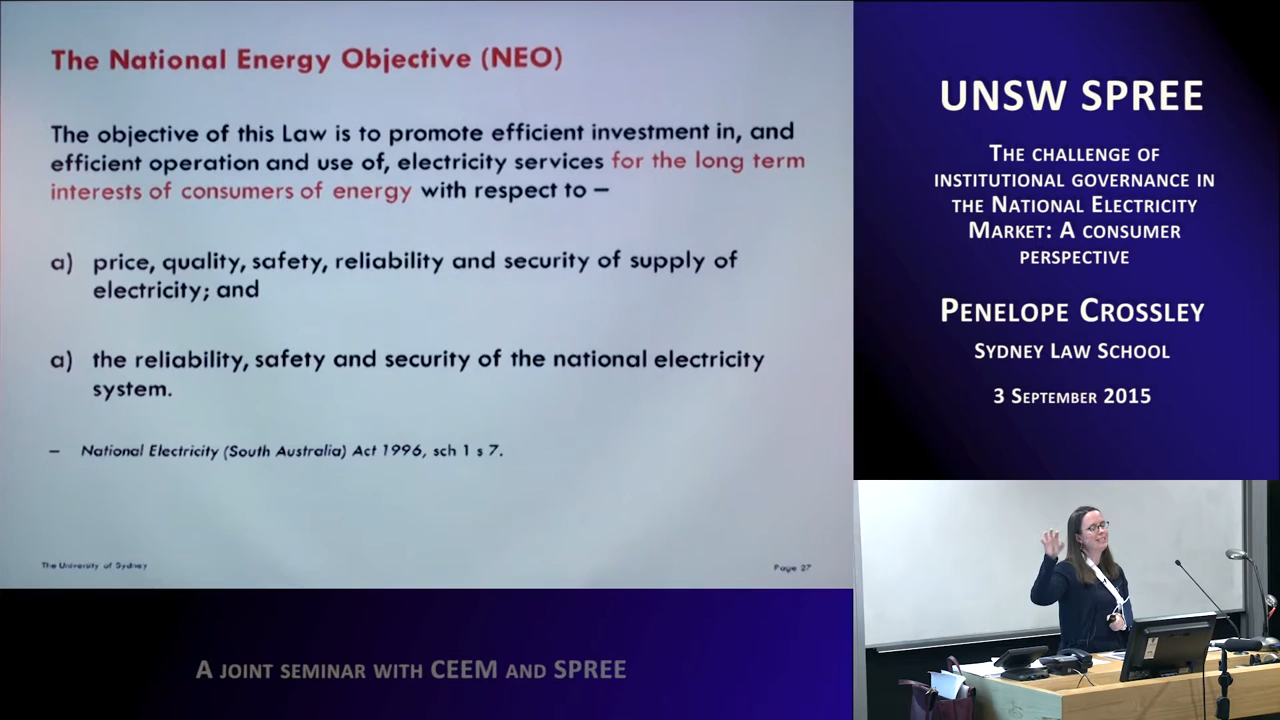 The National Energy Objective (NEO)
The objective of this Law is to promote efficient investment in, and
efficient operation and use of, electricity services for the long term
interests of consumers of energy with respect to –
a) price, quality, safety, reliability and security of supply of
electricity; and
a) the reliability, safety and security of the national electricity
system.
– National Electricity (South Australia) Act 1996, sch 1 s 7.
The University of Sydney
Page 27
UNSW SPREE
The challenge of
institutional governance in
the National Electricity
Market: A consumer
perspective
Penelope Crossley
Sydney Law School
3 September 2015
A joint seminar with CEEM and SPREE